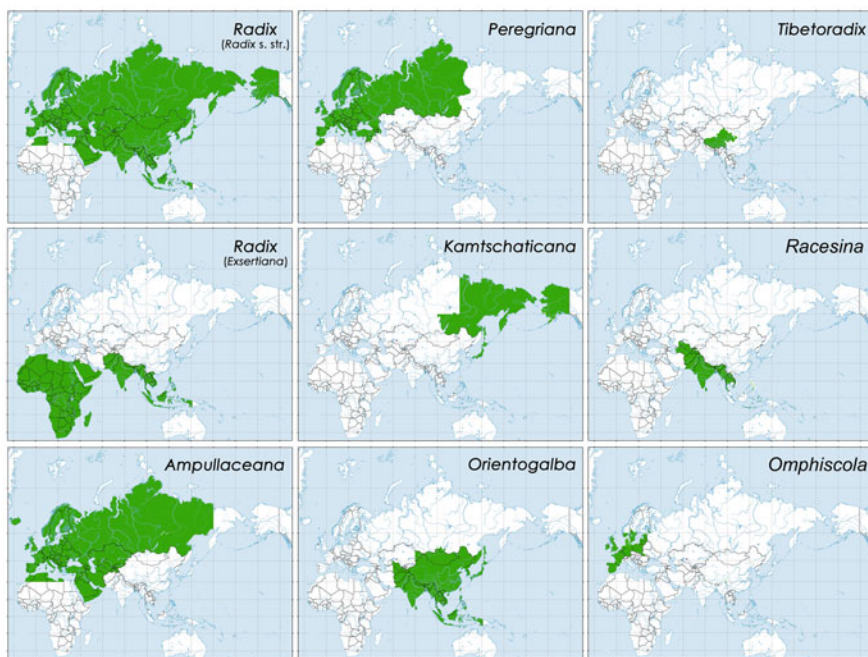 Radix
(Radix s. str.)
Peregriana
Tibetoradix
Radix
(Exsertiana)
Kamtschaticana
Racesina
Ampullaceana
Orientogalba
Omphiscola